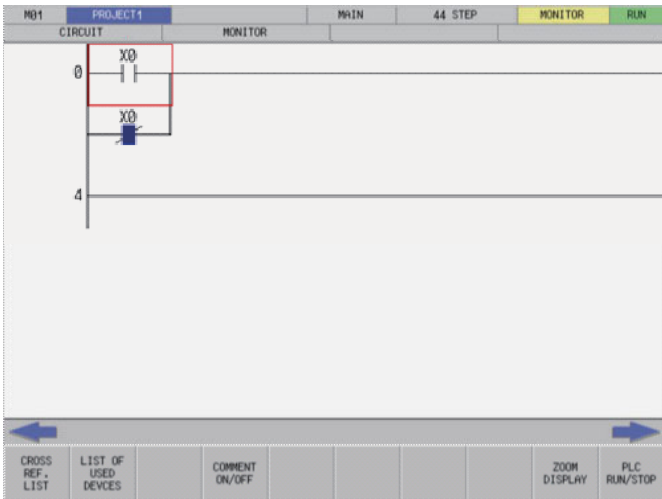 M01 PROJECT1 MAIN 44 STEP MONITOR RUN
CIRCUIT MONITOR
X0
0
X0
4
CROSS REF. LIST
LIST OF USED DEVCES
COMMENT ON/OFF
ZOOM DISPLAY
PLC RUN/STOP